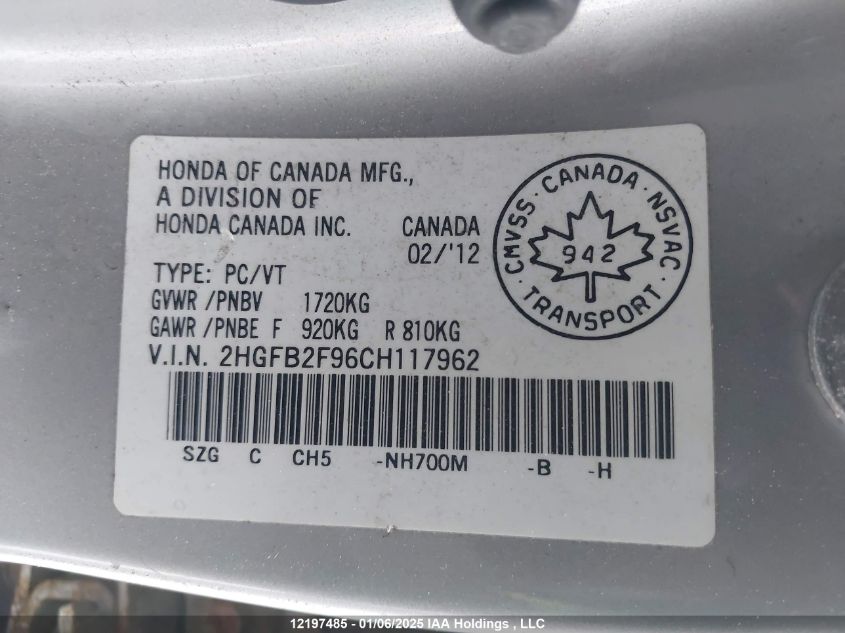 HONDA OF CANADA MFG.,
A DIVISION OF
HONDA CANADA INC. CANADA
02/'12
TYPE: PC/VT
GVWR /PNBV 1720KG
GAWR /PNBE F 920KG R 810KG
V.I.N. 2HGFB2F96CH117962
SZG C CH5 -NH700M -B -H
CMVSS · CANADA · NSVAC
942
· TRANSPORT ·
12197485 - 01/06/2025 IAA Holdings , LLC